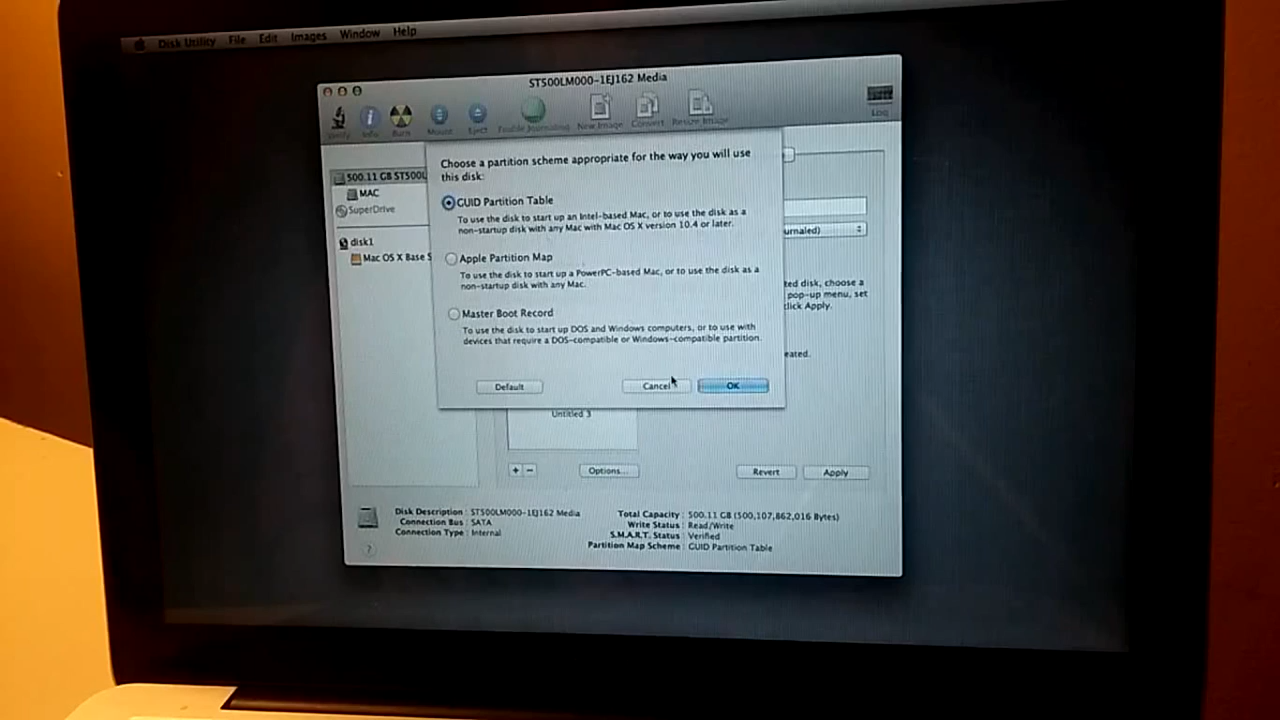 Disk Utility File Edit Images Window Help
ST500LM000-1EJ162 Media
Verify Info Burn Mount Eject Enable Journaling New Image Convert Resize Image Log
Choose a partition scheme appropriate for the way you will use
this disk:
500.11 GB ST500L
MAC
SuperDrive
disk1
Mac OS X Base S
GUID Partition Table
To use the disk to start up an Intel-based Mac, or to use the disk as a
non-startup disk with any Mac with Mac OS X version 10.4 or later.
Apple Partition Map
To use the disk to start up a PowerPC-based Mac, or to use the disk as a
non-startup disk with any Mac.
Master Boot Record
To use the disk to start up DOS and Windows computers, or to use with
devices that require a DOS-compatible or Windows-compatible partition.
Default Cancel OK
urnaled)
ted disk, choose a
pop-up menu, set
click Apply.
eated.
Untitled 3
+ − Options... Revert Apply
Disk Description : ST500LM000-1EJ162 Media
Connection Bus : SATA
Connection Type : Internal
Total Capacity : 500.11 GB (500,107,862,016 Bytes)
Write Status : Read/Write
S.M.A.R.T. Status : Verified
Partition Map Scheme : GUID Partition Table
?